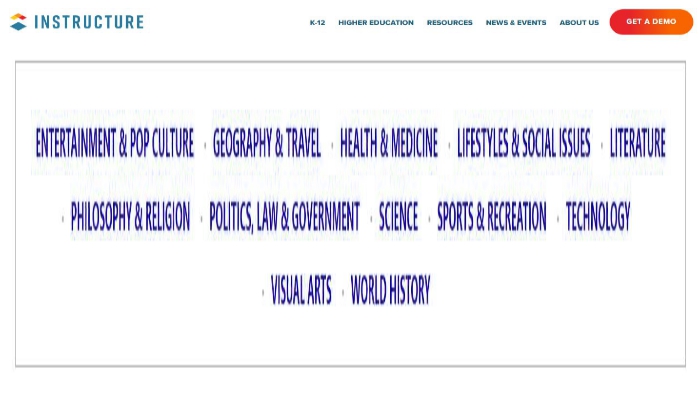 INSTRUCTURE K-12 HIGHER EDUCATION RESOURCES NEWS & EVENTS ABOUT US GET A DEMO
ENTERTAINMENT & POP CULTURE · GEOGRAPHY & TRAVEL · HEALTH & MEDICINE · LIFESTYLES & SOCIAL ISSUES · LITERATURE
· PHILOSOPHY & RELIGION · POLITICS, LAW & GOVERNMENT · SCIENCE · SPORTS & RECREATION · TECHNOLOGY
· VISUAL ARTS · WORLD HISTORY